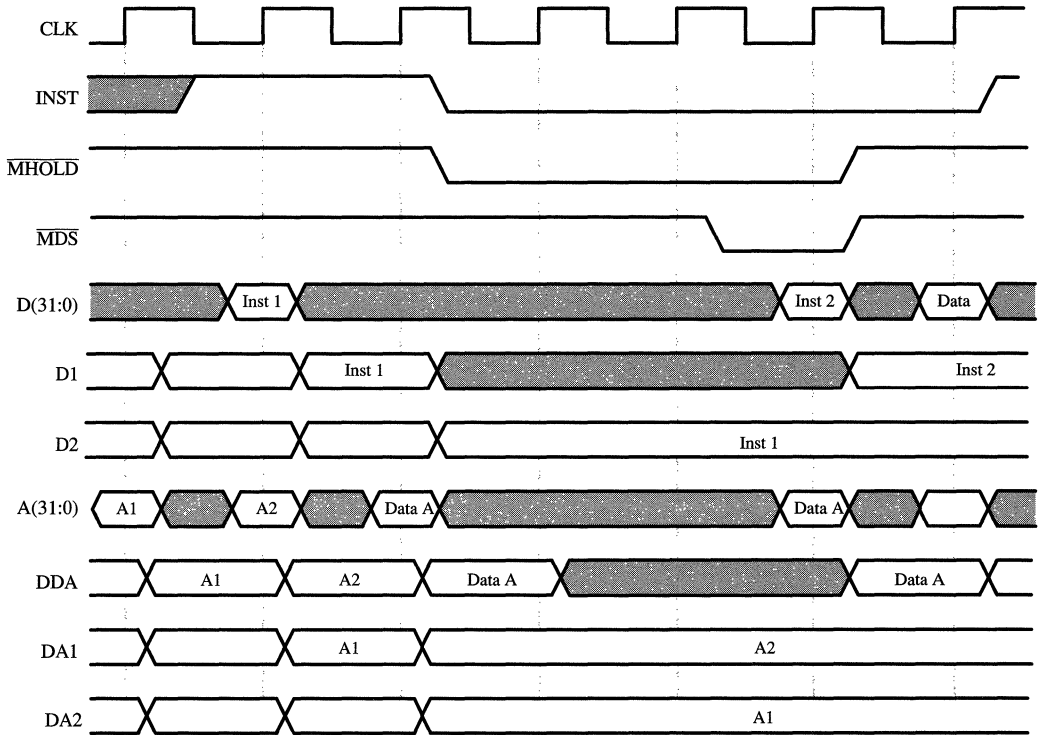 CLK
INST
MHOLD
MDS
D(31:0) Inst 1 Inst 2 Data
D1 Inst 1 Inst 2
D2 Inst 1
A(31:0) A1 A2 Data A Data A
DDA A1 A2 Data A Data A
DA1 A1 A2
DA2 A1